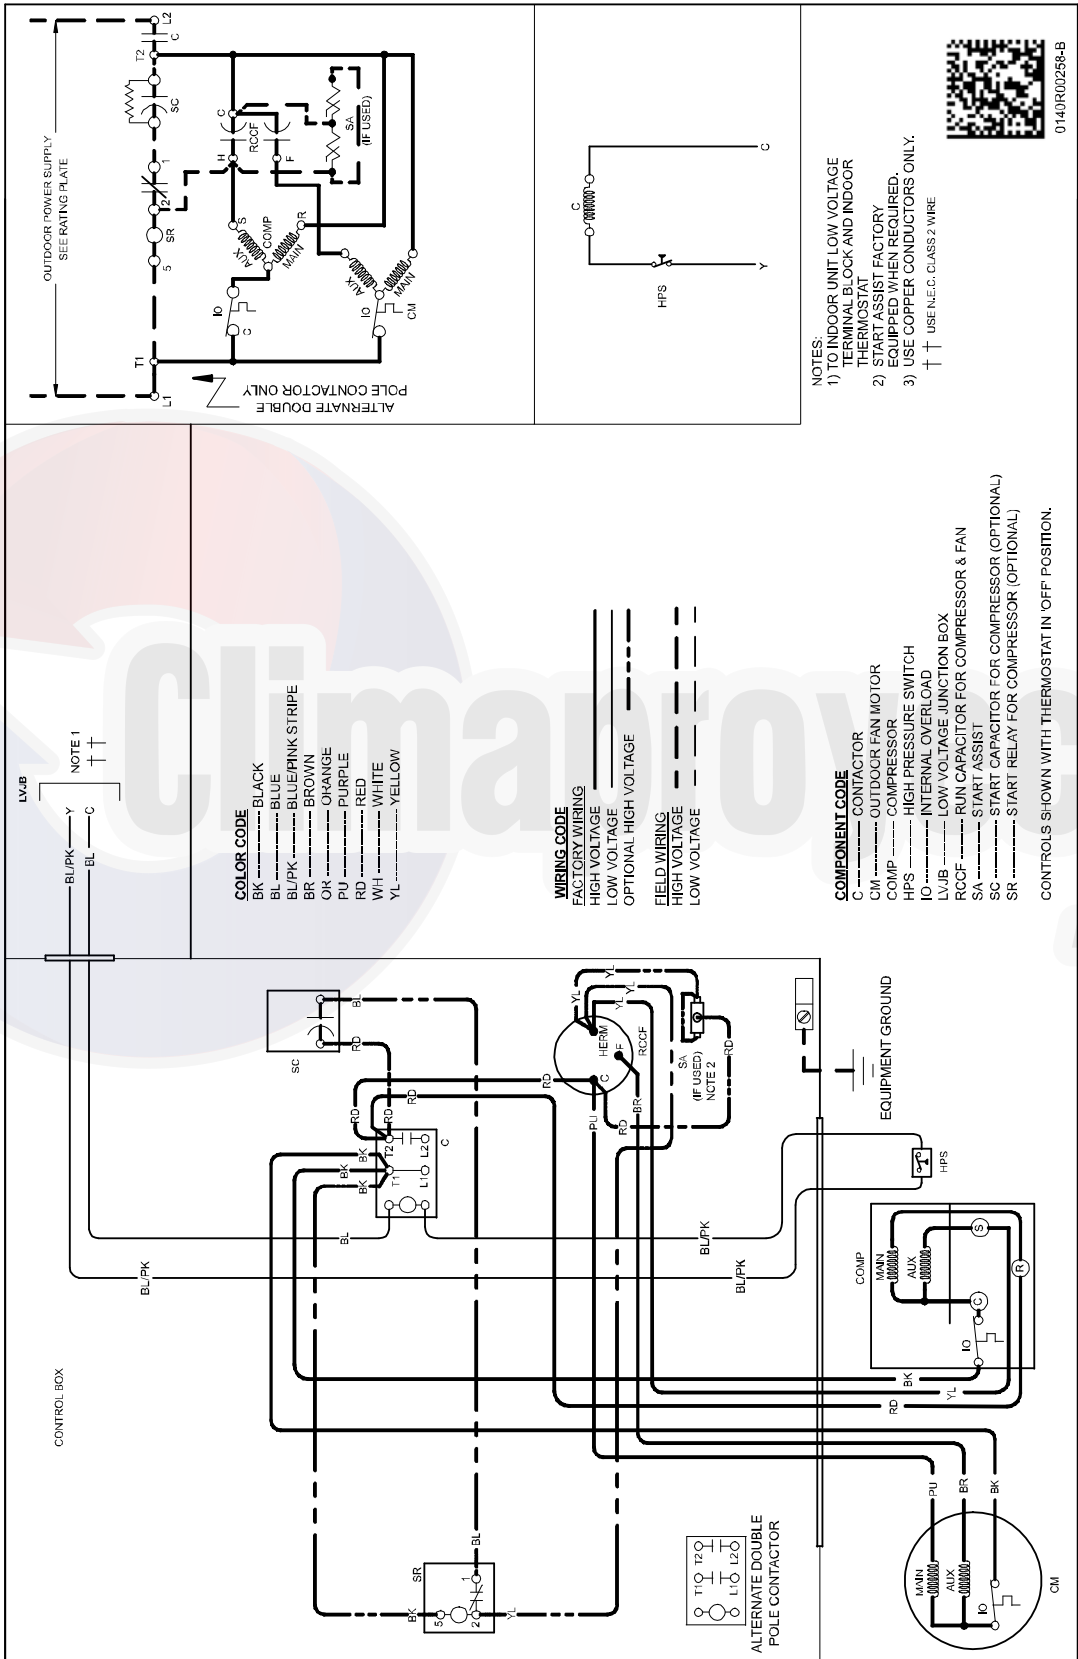 OUTDOOR POWER SUPPLY
SEE RATING PLATE
L1
T1
5
SR
2
1
SC
T2
C
L2
ALTERNATE DOUBLE
POLE CONTACTOR ONLY
C
IO
AUX
S
COMP
MAIN
R
H
RCCF
C
F
SA
(IF USED)
IO
AUX
MAIN
CM
C
HPS
Y
C
NOTES:
1) TO INDOOR UNIT LOW VOLTAGE
TERMINAL BLOCK AND INDOOR
THERMOSTAT
2) START ASSIST FACTORY
EQUIPPED WHEN REQUIRED.
3) USE COPPER CONDUCTORS ONLY.
†† USE N.E.C. CLASS 2 WIRE
0140R00258-B
LVJB
BL/PK
Y
BL
C
NOTE 1
††
COLOR CODE
BK BLACK
BL BLUE
BL/PK BLUE/PINK STRIPE
BR BROWN
OR ORANGE
PU PURPLE
RD RED
WH WHITE
YL YELLOW
WIRING CODE
FACTORY WIRING
HIGH VOLTAGE
LOW VOLTAGE
OPTIONAL HIGH VOLTAGE
FIELD WIRING
HIGH VOLTAGE
LOW VOLTAGE
COMPONENT CODE
C CONTACTOR
CM OUTDOOR FAN MOTOR
COMP COMPRESSOR
HPS HIGH PRESSURE SWITCH
IO INTERNAL OVERLOAD
LVJB LOW VOLTAGE JUNCTION BOX
RCCF RUN CAPACITOR FOR COMPRESSOR & FAN
SA START ASSIST
SC START CAPACITOR FOR COMPRESSOR (OPTIONAL)
SR START RELAY FOR COMPRESSOR (OPTIONAL)
CONTROLS SHOWN WITH THERMOSTAT IN 'OFF' POSITION.
Climaproyec
CONTROL BOX
BL/PK
BL
SC
RD
BL
BK
BK
BK
RD
RD
RD
T1
T2
L1
L2
C
RD
YL
YL
YL
HERM
F
C
RCCF
PU
BR
RD
SA
(IF USED)
NOTE 2
RD
BL/PK
BL/PK
SR
5
2
1
BK
YL
BL
T1
T2
L1
L2
ALTERNATE DOUBLE
POLE CONTACTOR
EQUIPMENT GROUND
HPS
COMP
MAIN
AUX
S
C
R
IO
BK
YL
RD
PU
BR
BK
MAIN
AUX
IO
CM